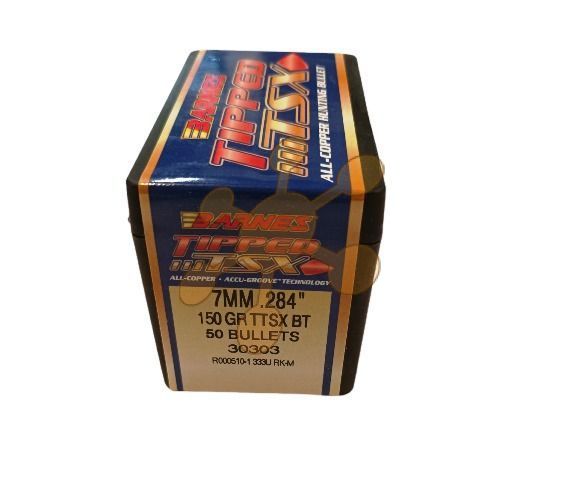 BARNES
TIPPED
TSX
ALL-COPPER HUNTING BULLET
BARNES
TIPPED
TSX
ALL-COPPER • ACCU-GROOVE™ TECHNOLOGY
7MM .284"
150 GR TTSX BT
50 BULLETS
30303
R000510-1 333U RK-M